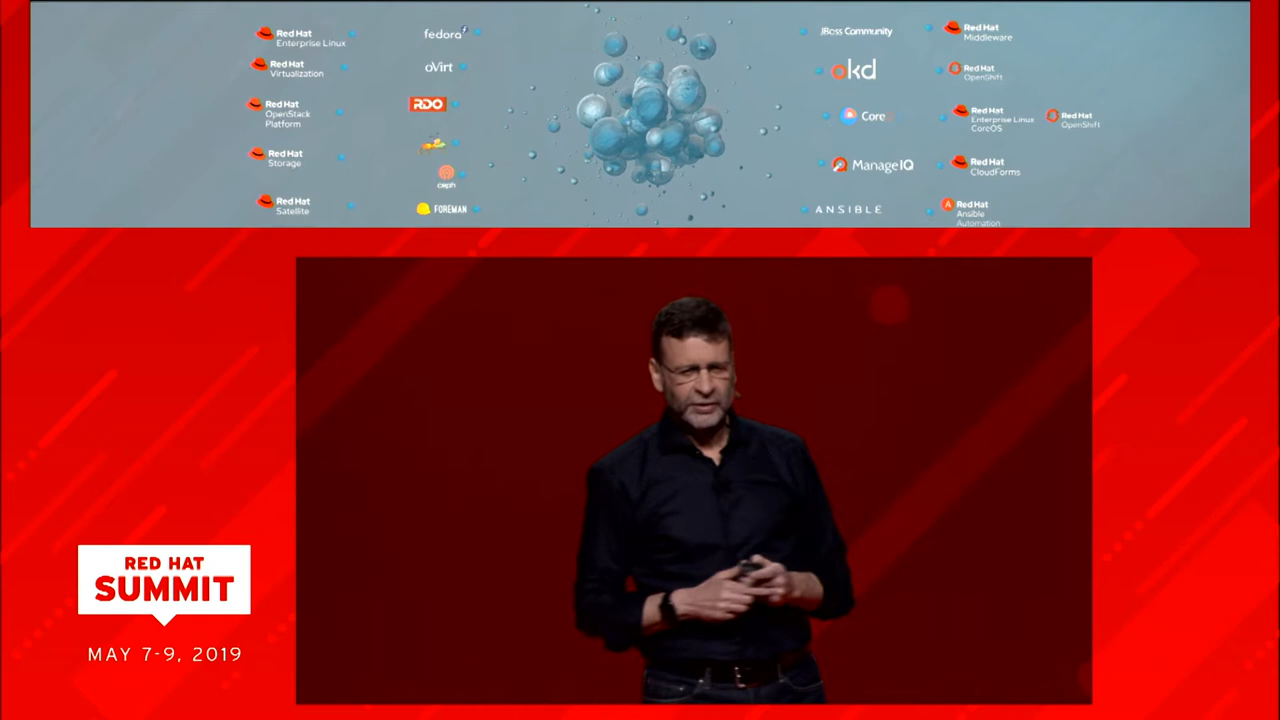 Red Hat
Enterprise Linux
Red Hat
Virtualization
Red Hat
OpenStack
Platform
Red Hat
Storage
Red Hat
Satellite
fedora
oVirt
RDO
ceph
FOREMAN
JBoss Community
okd
Core
ManageIQ
ANSIBLE
Red Hat
Middleware
Red Hat
OpenShift
Red Hat
Enterprise Linux
CoreOS
Red Hat
OpenShift
Red Hat
CloudForms
A
Red Hat
Ansible
Automation
RED HAT
SUMMIT
MAY 7-9, 2019